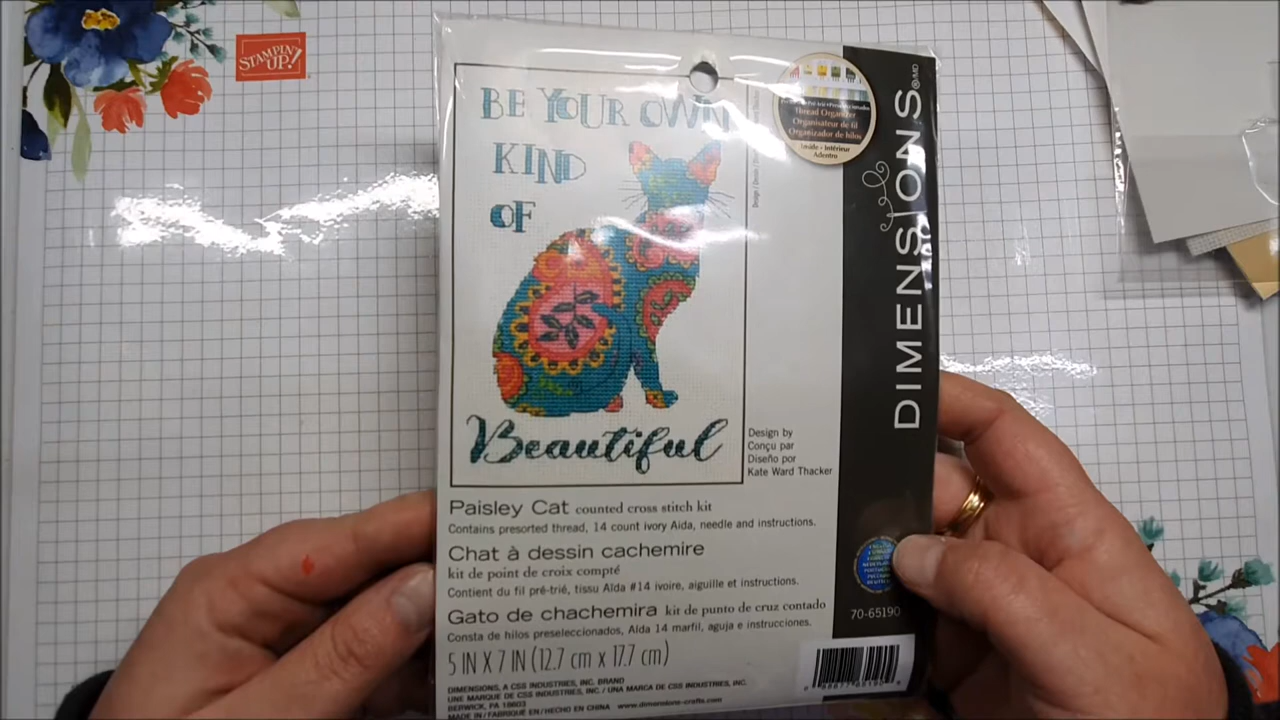 STAMPIN' UP!
BE YOUR OWN
KIND
OF
Beautiful
Thread Organizer
Organisateur de fil
Organizador de hilos
Inside - Intérieur
Adentro
DIMENSIONS
Design by
Conçu par
Diseño por
Kate Ward Thacker
Paisley Cat counted cross stitch kit
Contains presorted thread, 14 count ivory Aida, needle and instructions.
Chat à dessin cachemire
kit de point de croix compté
Contient du fil pré-trié, tissu Aïda #14 ivoire, aiguille et instructions.
Gato de chachemira kit de punto de cruz contado
Consta de hilos preseleccionados, Aida 14 marfil, aguja e instrucciones.
5 IN X 7 IN (12.7 cm x 17.7 cm)
70-65190
DIMENSIONS, A CSS INDUSTRIES, INC. BRAND
UNE MARQUE DE CSS INDUSTRIES, INC. / UNA MARCA DE CSS INDUSTRIES, INC.
BERWICK, PA 18603
MADE IN / FABRIQUÉ EN / HECHO EN CHINA www.dimensions-crafts.com